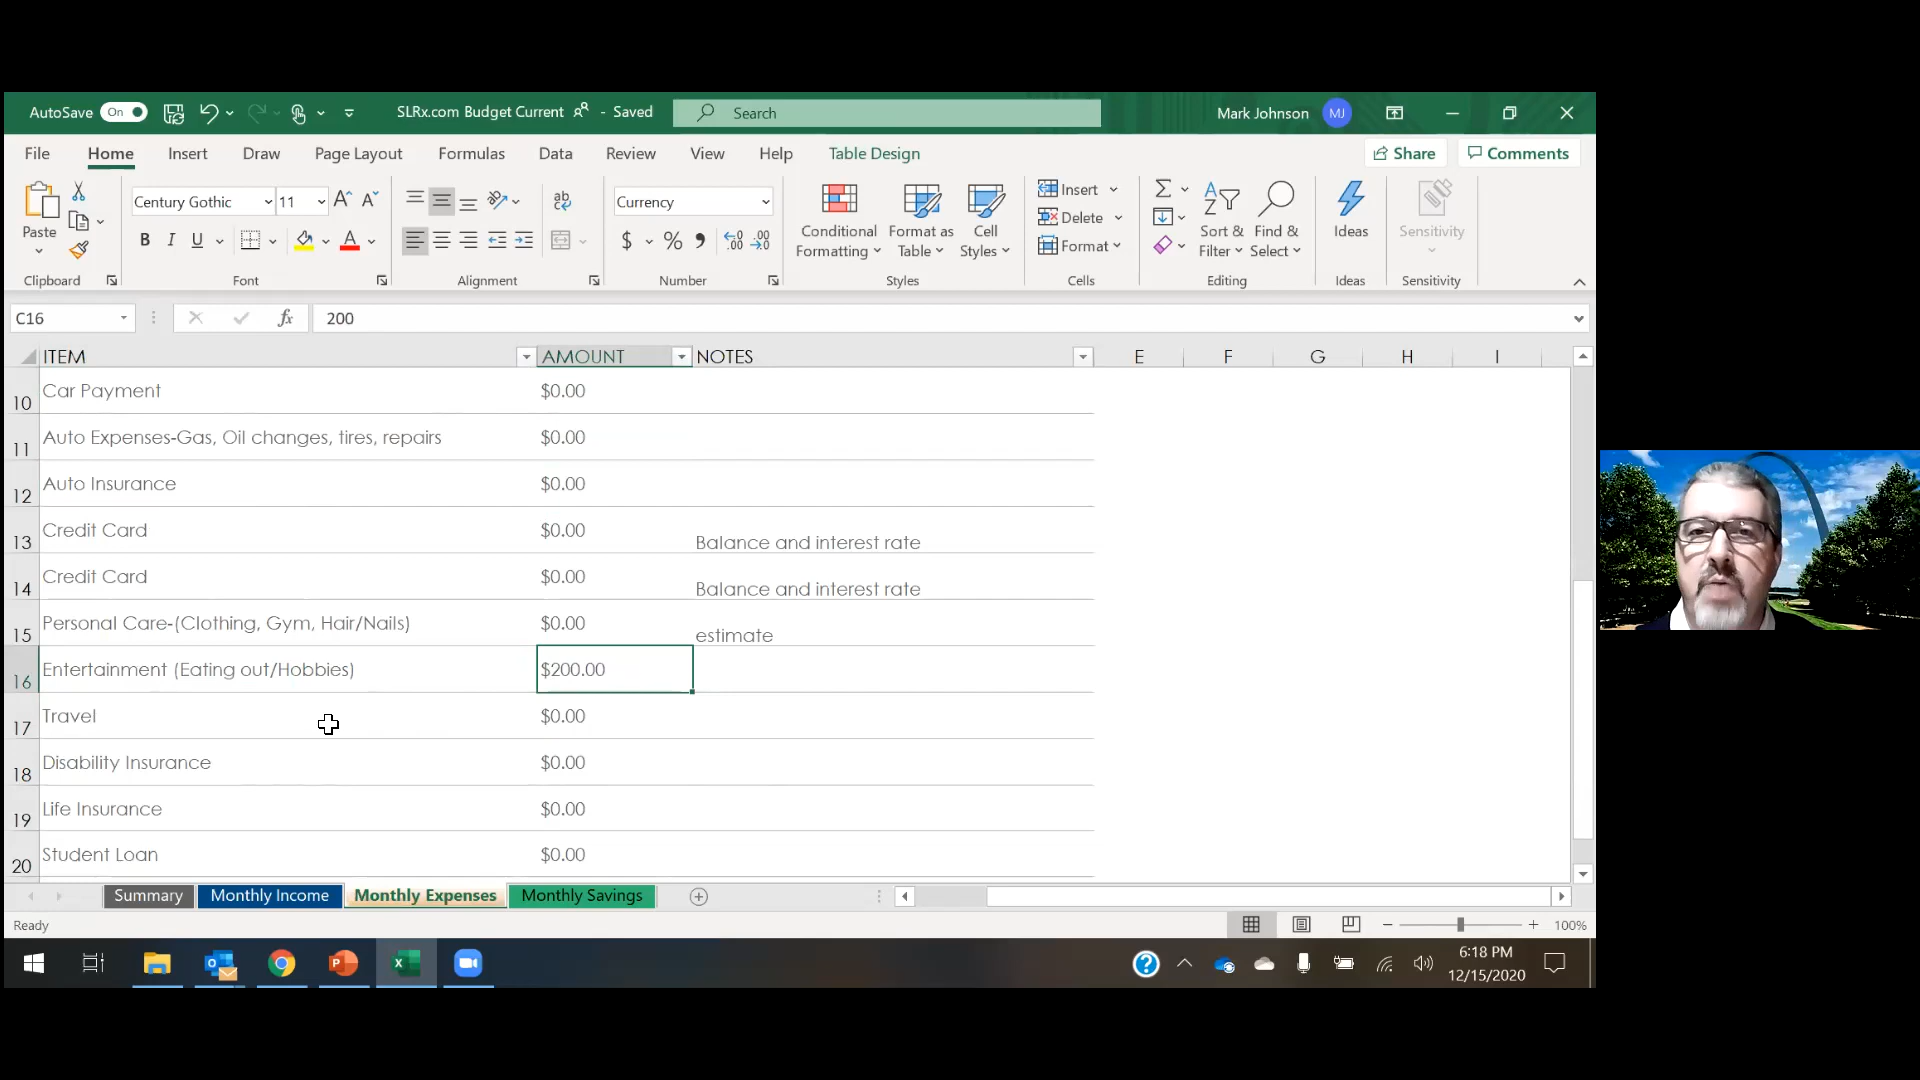 AutoSave On SLRx.com Budget Current - Saved Search Mark Johnson MJ
File Home Insert Draw Page Layout Formulas Data Review View Help Table Design Share Comments
Paste Century Gothic 11 Currency Conditional Formatting Format as Table Cell Styles Insert Delete Format Sort & Filter Find & Select Ideas Sensitivity
B I U A $ % 9 .00
Clipboard Font Alignment Number Styles Cells Editing Ideas Sensitivity
C16 fx 200
ITEM AMOUNT NOTES E F G H I
10 Car Payment $0.00
11 Auto Expenses-Gas, Oil changes, tires, repairs $0.00
12 Auto Insurance $0.00
13 Credit Card $0.00 Balance and interest rate
14 Credit Card $0.00 Balance and interest rate
15 Personal Care-(Clothing, Gym, Hair/Nails) $0.00 estimate
16 Entertainment (Eating out/Hobbies) $200.00
17 Travel $0.00
18 Disability Insurance $0.00
19 Life Insurance $0.00
20 Student Loan $0.00
Summary Monthly Income Monthly Expenses Monthly Savings
Ready 100%
6:18 PM
12/15/2020